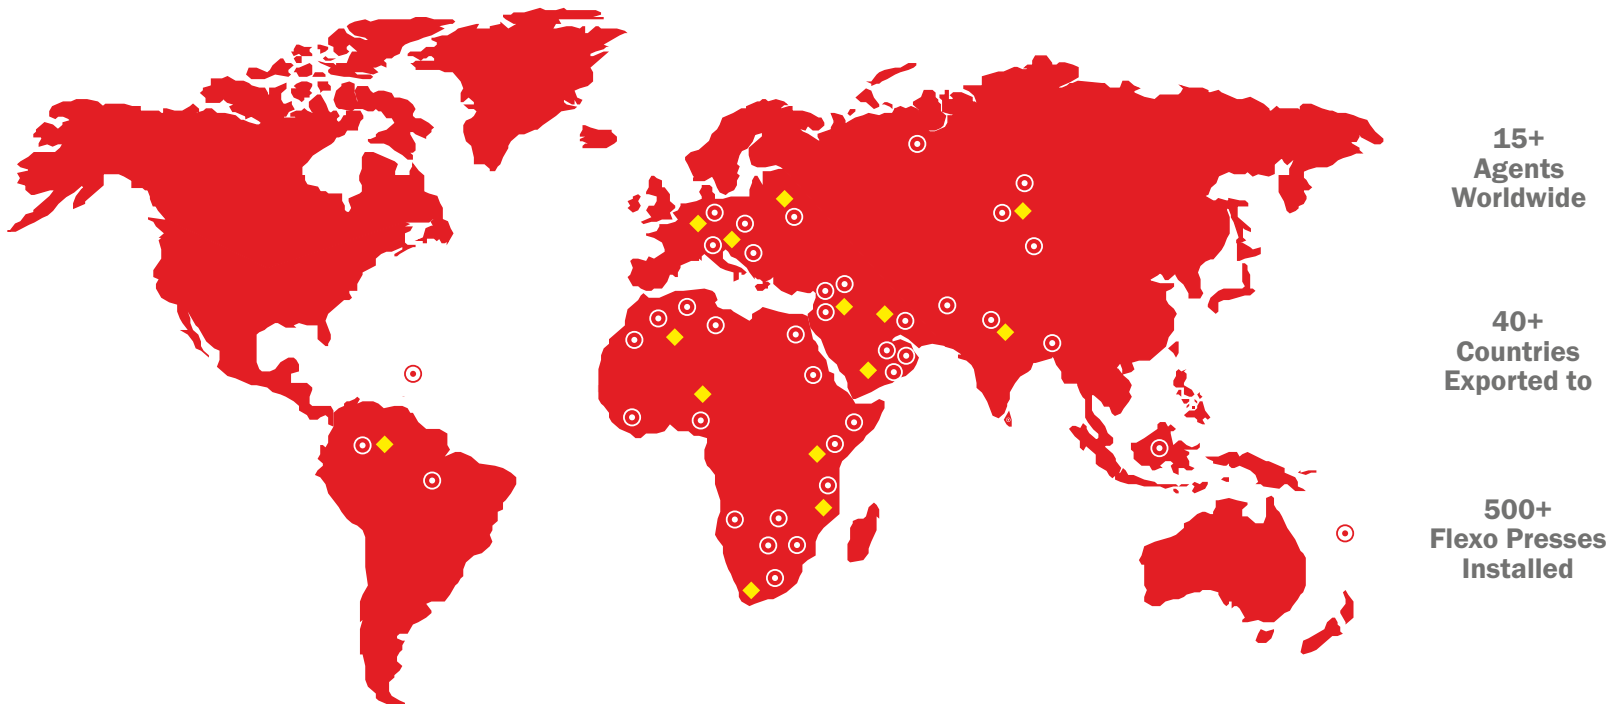 15+
Agents
Worldwide
40+
Countries
Exported to
500+
Flexo Presses
Installed